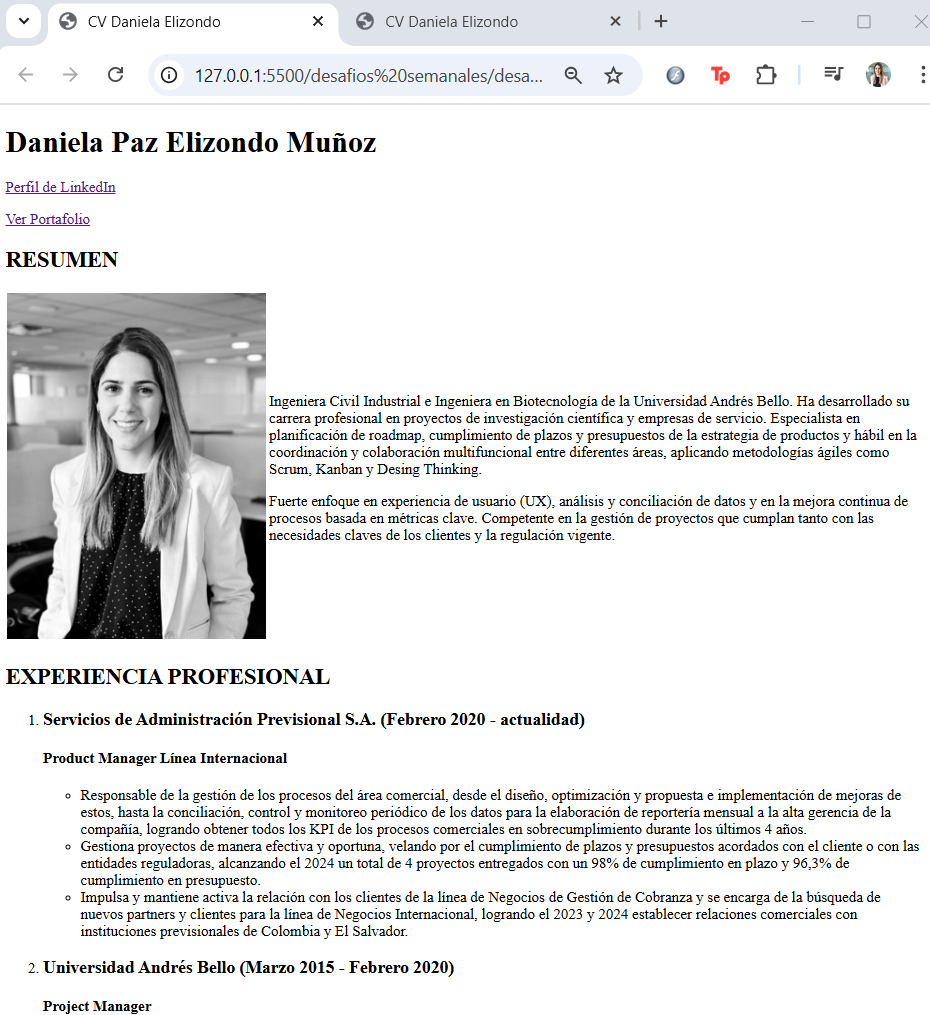 CV Daniela Elizondo
CV Daniela Elizondo
127.0.0.1:5500/desafios%20semanales/desa...
Tp
Daniela Paz Elizondo Muñoz
Perfil de LinkedIn
Ver Portafolio
RESUMEN
Ingeniera Civil Industrial e Ingeniera en Biotecnología de la Universidad Andrés Bello. Ha desarrollado su
carrera profesional en proyectos de investigación científica y empresas de servicio. Especialista en
planificación de roadmap, cumplimiento de plazos y presupuestos de la estrategia de productos y hábil en la
coordinación y colaboración multifuncional entre diferentes áreas, aplicando metodologías ágiles como
Scrum, Kanban y Desing Thinking.
Fuerte enfoque en experiencia de usuario (UX), análisis y conciliación de datos y en la mejora continua de
procesos basada en métricas clave. Competente en la gestión de proyectos que cumplan tanto con las
necesidades claves de los clientes y la regulación vigente.
EXPERIENCIA PROFESIONAL
1. Servicios de Administración Previsional S.A. (Febrero 2020 - actualidad)
Product Manager Línea Internacional
Responsable de la gestión de los procesos del área comercial, desde el diseño, optimización y propuesta e implementación de mejoras de
estos, hasta la conciliación, control y monitoreo periódico de los datos para la elaboración de reportería mensual a la alta gerencia de la
compañía, logrando obtener todos los KPI de los procesos comerciales en sobrecumplimiento durante los últimos 4 años.
Gestiona proyectos de manera efectiva y oportuna, velando por el cumplimiento de plazos y presupuestos acordados con el cliente o con las
entidades reguladoras, alcanzando el 2024 un total de 4 proyectos entregados con un 98% de cumplimiento en plazo y 96,3% de
cumplimiento en presupuesto.
Impulsa y mantiene activa la relación con los clientes de la línea de Negocios de Gestión de Cobranza y se encarga de la búsqueda de
nuevos partners y clientes para la línea de Negocios Internacional, logrando el 2023 y 2024 establecer relaciones comerciales con
instituciones previsionales de Colombia y El Salvador.
2. Universidad Andrés Bello (Marzo 2015 - Febrero 2020)
Project Manager